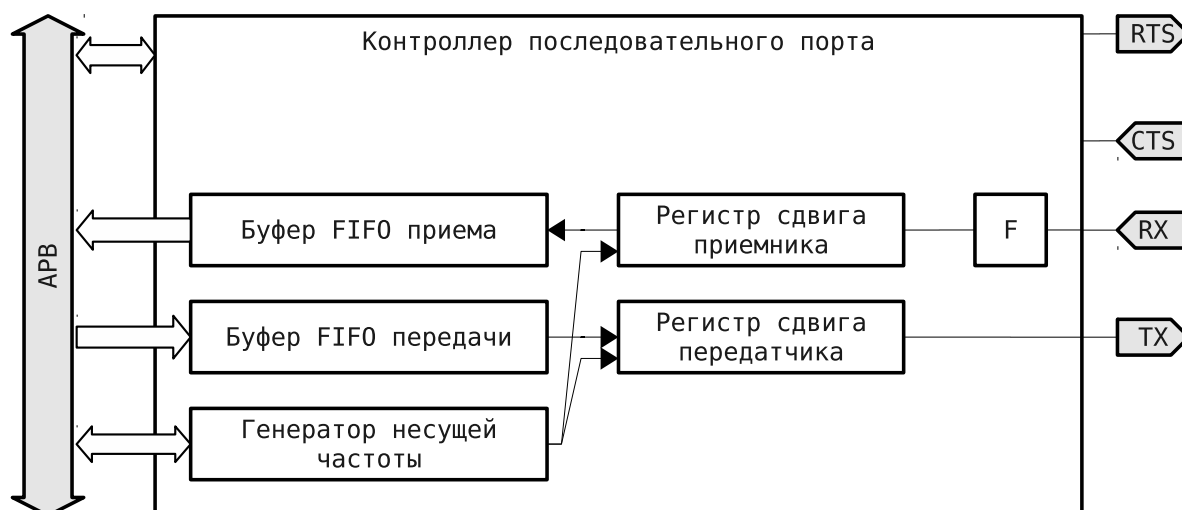 Контроллер последовательного порта
RTS
CTS
Буфер FIFO приема
Регистр сдвига
приемника
F
RX
APB
Буфер FIFO передачи
Регистр сдвига
передатчика
TX
Генератор несущей
частоты